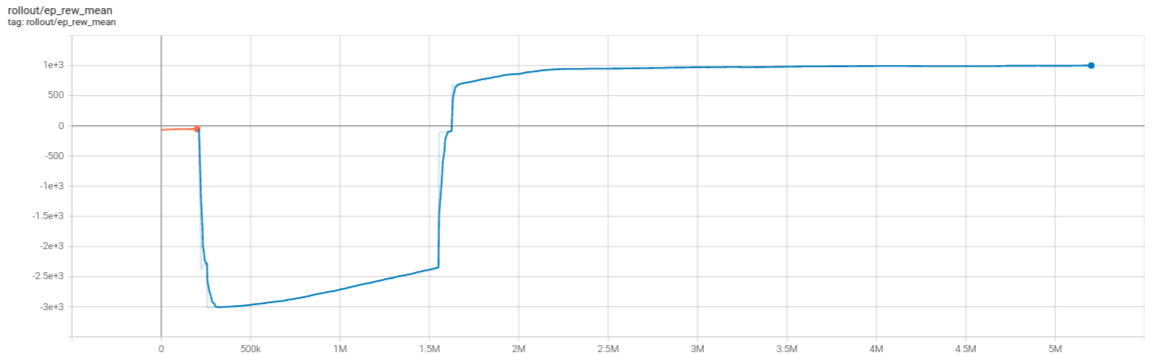 rollout/ep_rew_mean
tag: rollout/ep_rew_mean
1e+3
500
0
-500
-1e+3
-1.5e+3
-2e+3
-2.5e+3
-3e+3
0
500k
1M
1.5M
2M
2.5M
3M
3.5M
4M
4.5M
5M